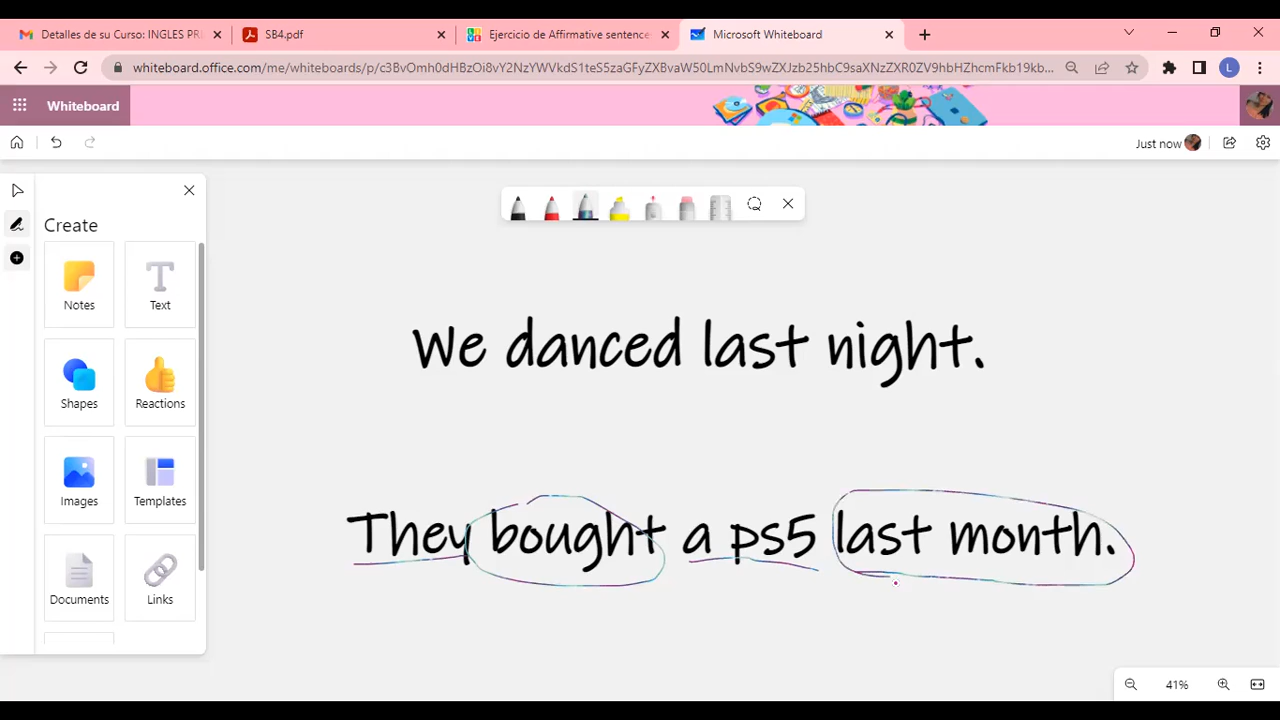 Detalles de su Curso: INGLES PRI
SB4.pdf
Ejercicio de Affirmative sentence
Microsoft Whiteboard
whiteboard.office.com/me/whiteboards/p/
L
Whiteboard
Just now
Create
Notes
Text
Shapes
Reactions
Images
Templates
Documents
Links
We danced last night.
They bought a ps5 last month.
41%